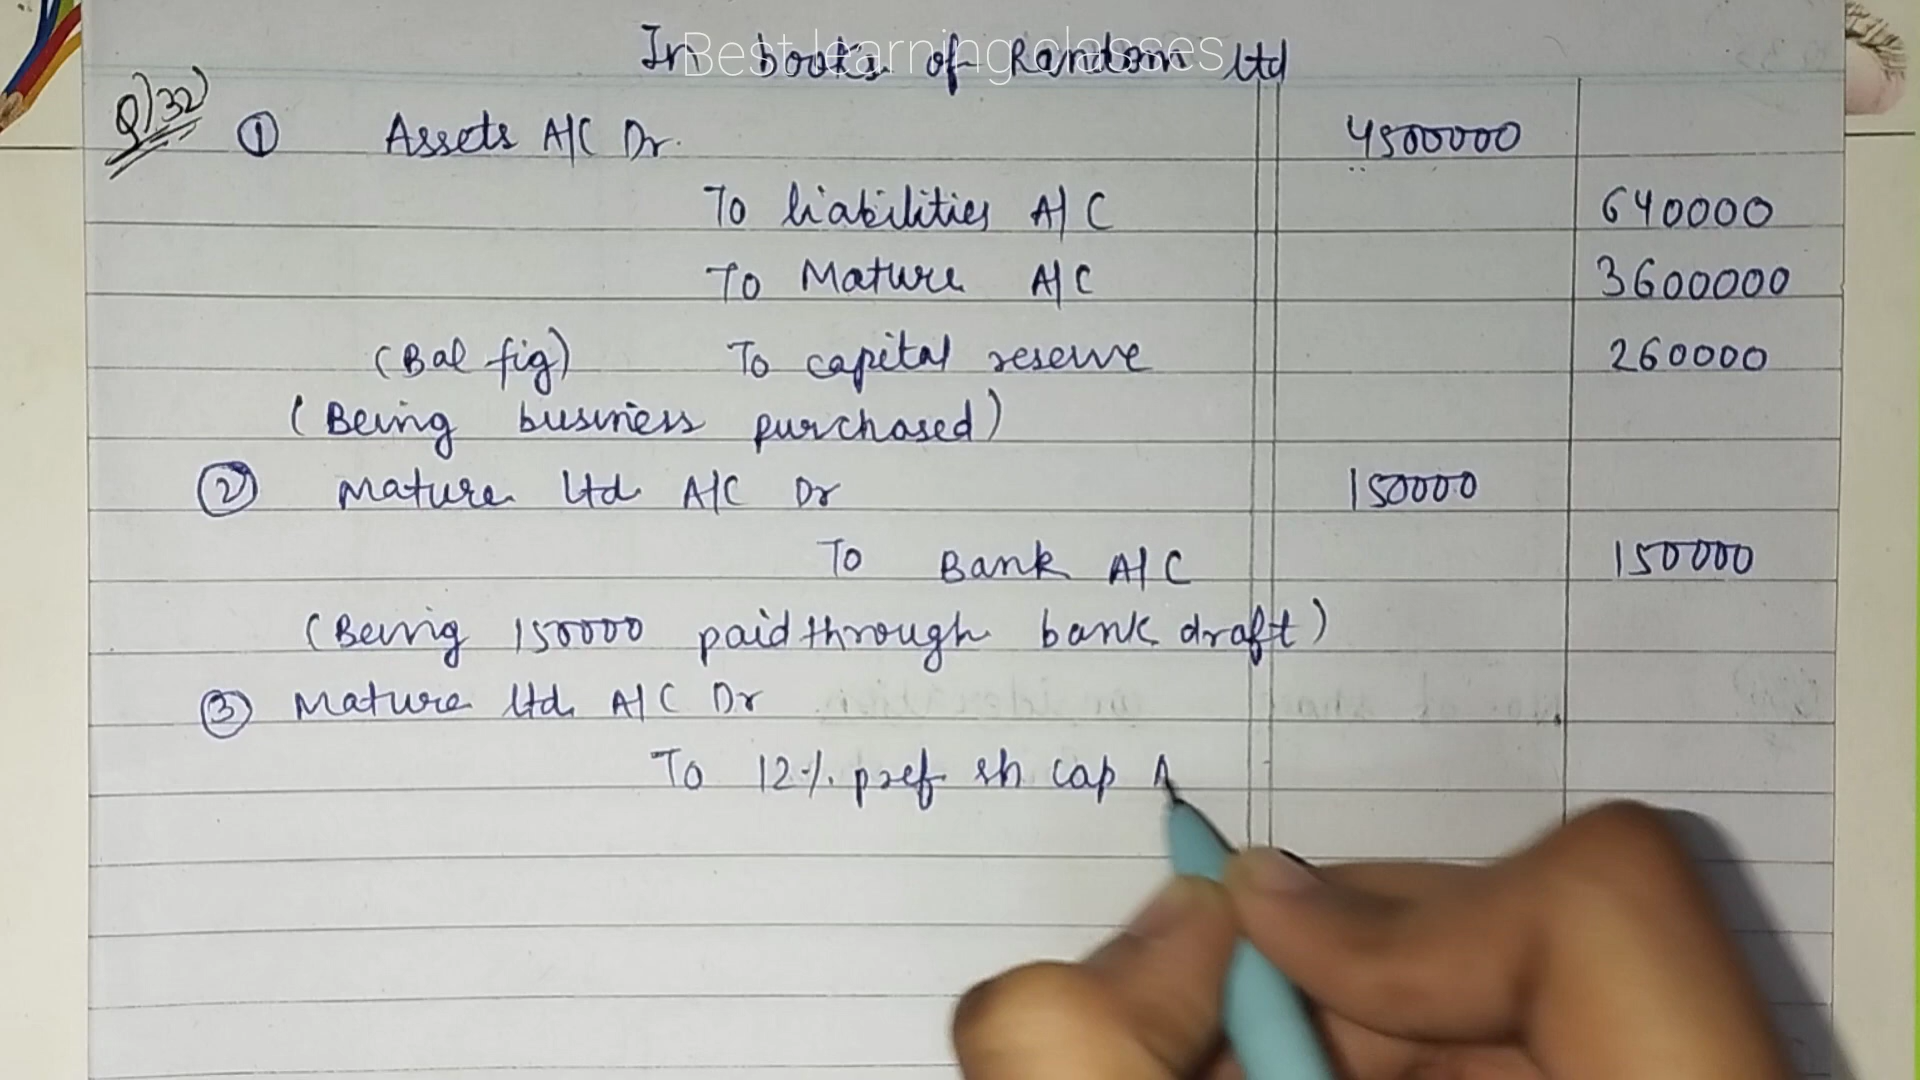 In books of Random ltd
Best learning classes
Q)32) ① Assets A/C Dr. 4500000
To liabilities A/C 640000
To Mature A/C 3600000
(Bal fig) To capital reserve 260000
(Being business purchased)
② Mature ltd A/C Dr 150000
To Bank A/C 150000
(Being 150000 paid through bank draft)
③ Mature ltd. A/C Dr
To 12% pref sh cap A